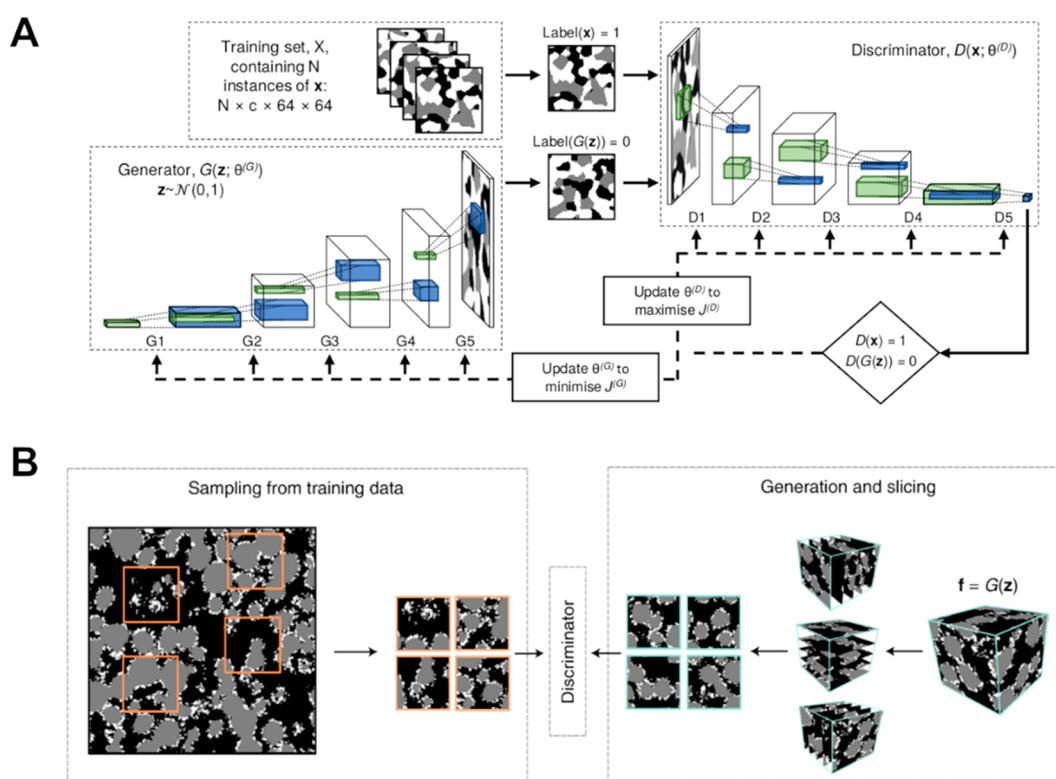 A
Training set, X,
containing N
instances of x:
N × c × 64 × 64
Label(x) = 1
Discriminator, D(x; θ(D))
Generator, G(z; θ(G))
z~𝒩(0,1)
Label(G(z)) = 0
D1 D2 D3 D4 D5
Update θ(D) to
maximise J(D)
G1 G2 G3 G4 G5
D(x) = 1
D(G(z)) = 0
Update θ(G) to
minimise J(G)
B
Sampling from training data
Generation and slicing
f = G(z)
Discriminator